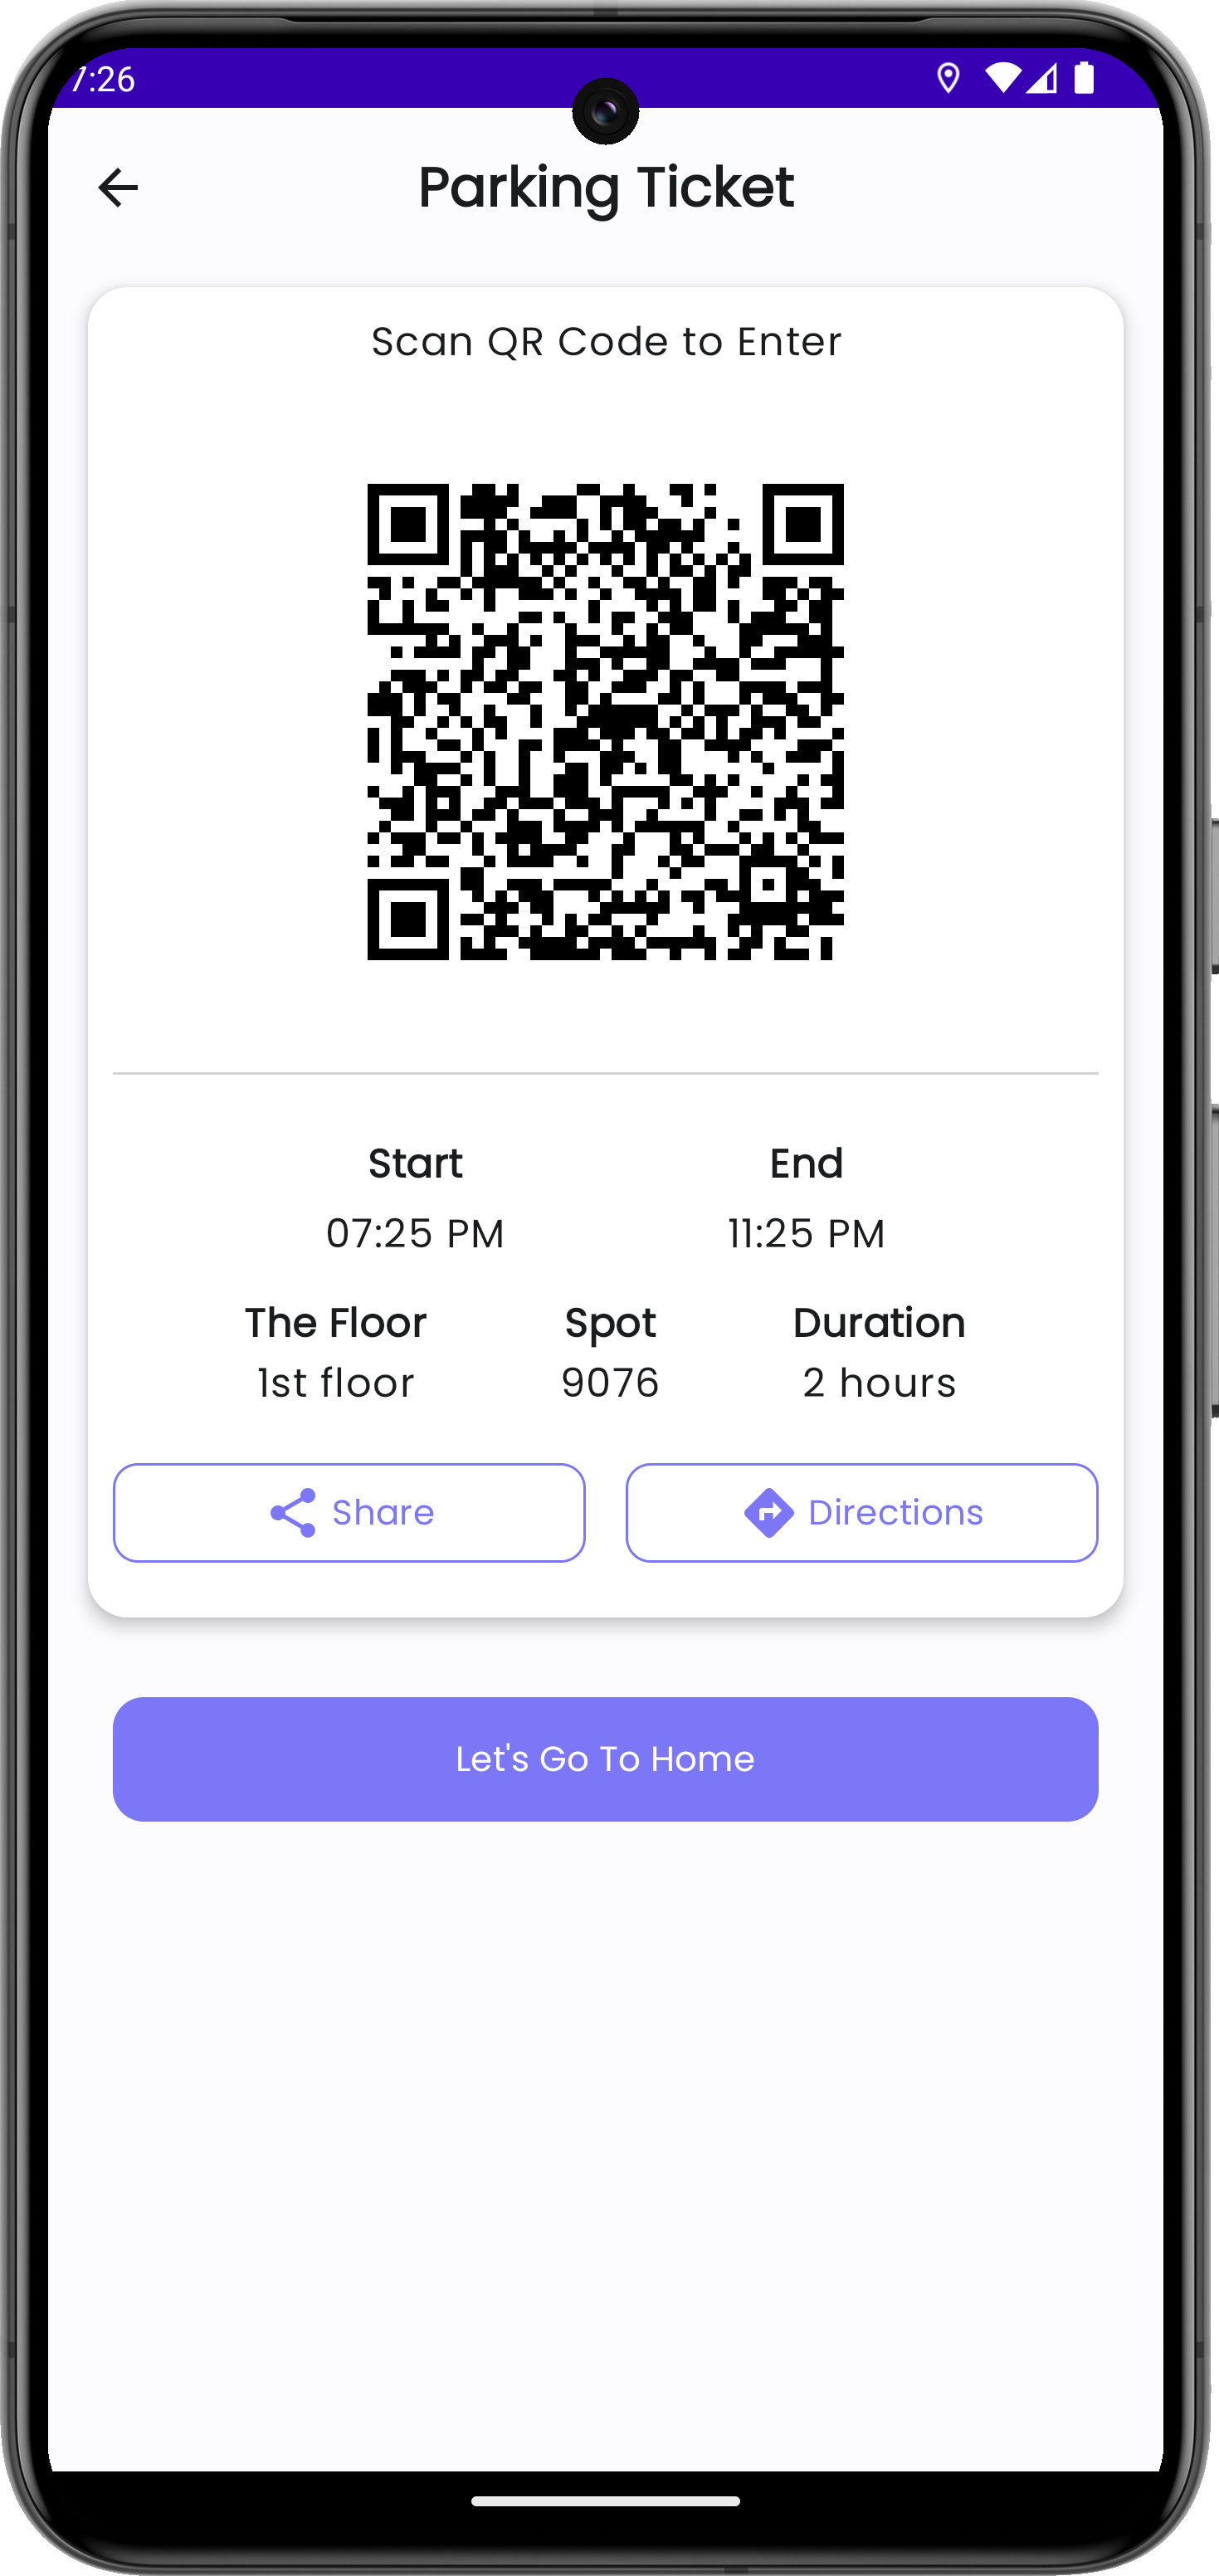 7:26
Parking Ticket
Scan QR Code to Enter
Start End
07:25 PM 11:25 PM
The Floor Spot Duration
1st floor 9076 2 hours
Share Directions
Let's Go To Home